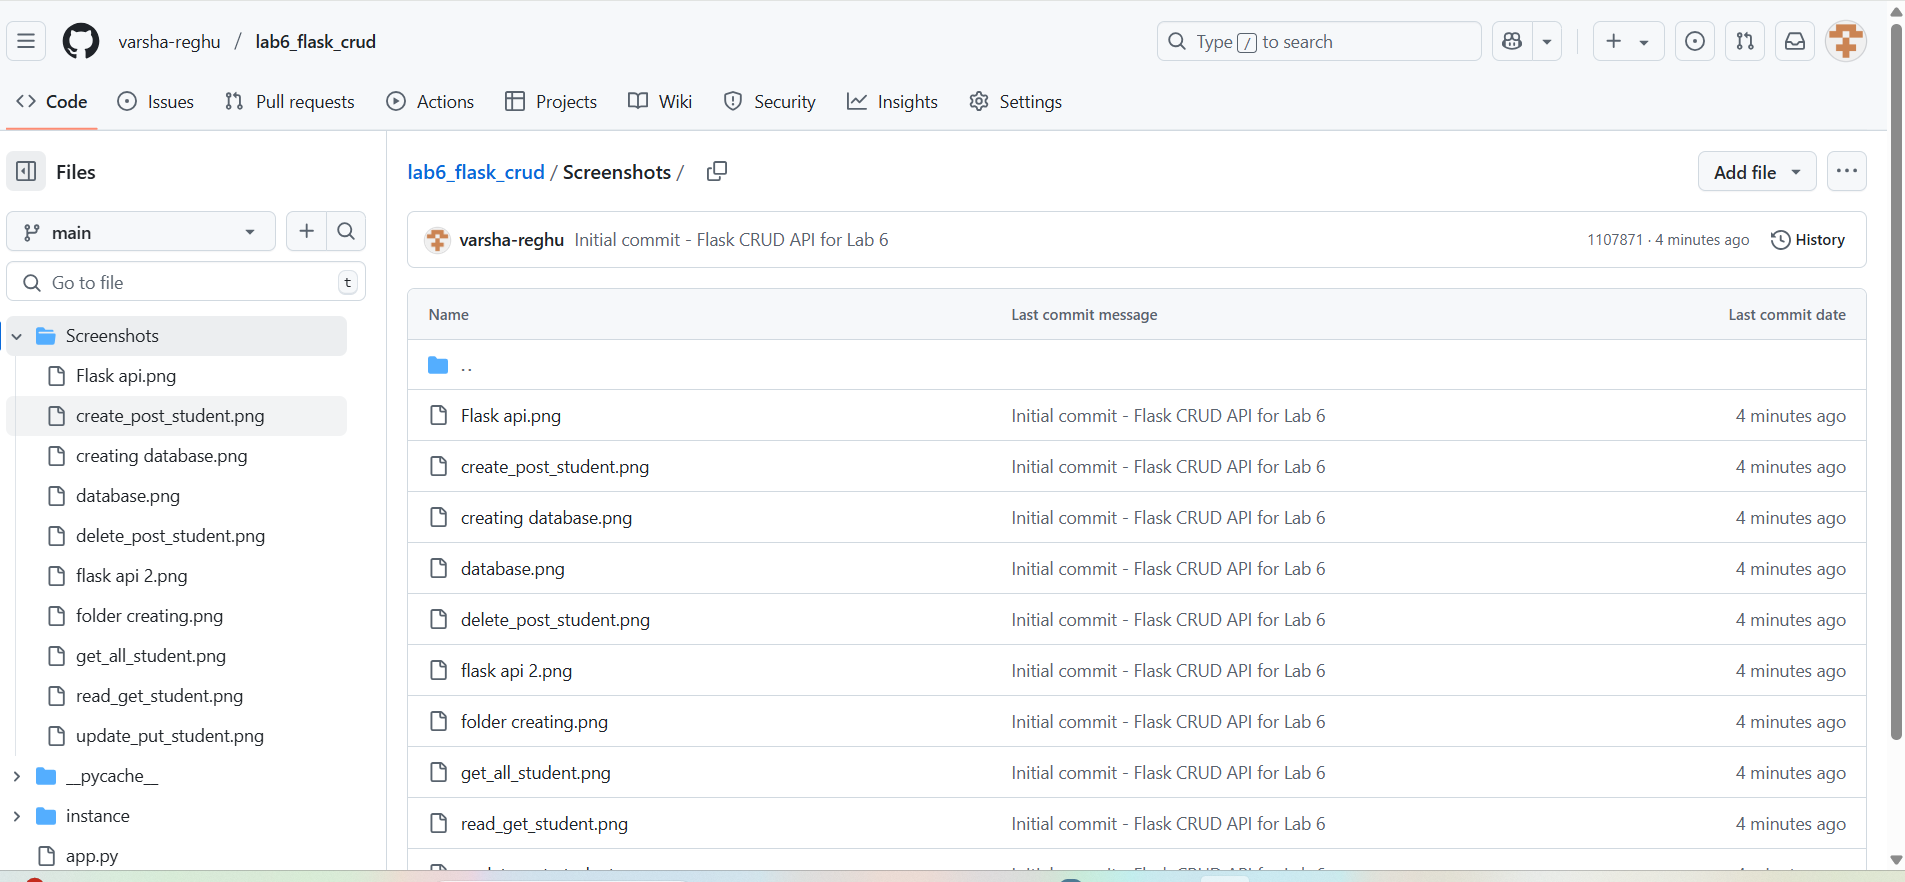 varsha-reghu / lab6_flask_crud
Type / to search
Code Issues Pull requests Actions Projects Wiki Security Insights Settings
Files
main
Go to file t
Screenshots
Flask api.png
create_post_student.png
creating database.png
database.png
delete_post_student.png
flask api 2.png
folder creating.png
get_all_student.png
read_get_student.png
update_put_student.png
__pycache__
instance
app.py
lab6_flask_crud / Screenshots /
Add file
varsha-reghu Initial commit - Flask CRUD API for Lab 6 1107871 · 4 minutes ago History
Name Last commit message Last commit date
..
Flask api.png Initial commit - Flask CRUD API for Lab 6 4 minutes ago
create_post_student.png Initial commit - Flask CRUD API for Lab 6 4 minutes ago
creating database.png Initial commit - Flask CRUD API for Lab 6 4 minutes ago
database.png Initial commit - Flask CRUD API for Lab 6 4 minutes ago
delete_post_student.png Initial commit - Flask CRUD API for Lab 6 4 minutes ago
flask api 2.png Initial commit - Flask CRUD API for Lab 6 4 minutes ago
folder creating.png Initial commit - Flask CRUD API for Lab 6 4 minutes ago
get_all_student.png Initial commit - Flask CRUD API for Lab 6 4 minutes ago
read_get_student.png Initial commit - Flask CRUD API for Lab 6 4 minutes ago